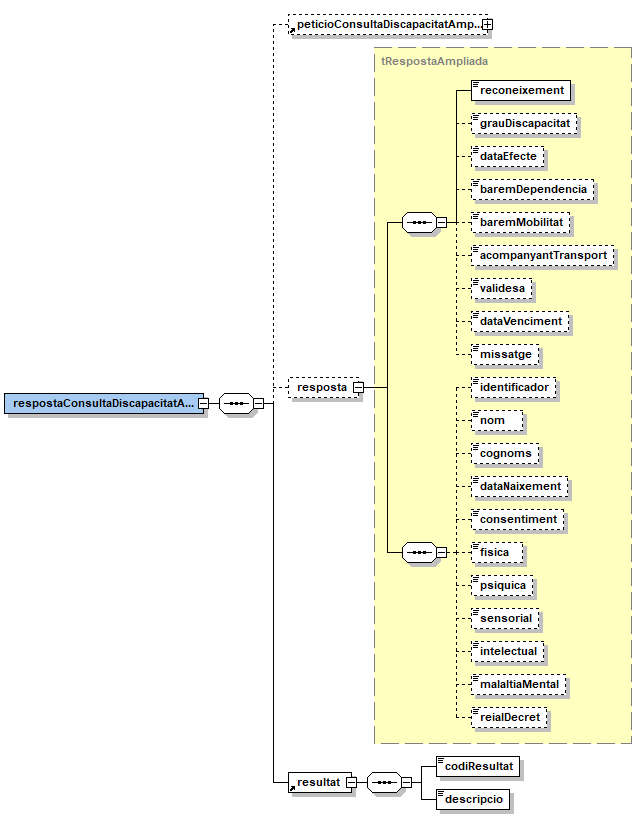 peticioConsultaDiscapacitatAmp...
tRespostaAmpliada
reconeixement
grauDiscapacitat
dataEfecte
baremDependencia
baremMobilitat
acompanyantTransport
validesa
dataVenciment
missatge
resposta
identificador
respostaConsultaDiscapacitatA...
nom
cognoms
dataNaixement
consentiment
fisica
psiquica
sensorial
intelectual
malaltiaMental
reialDecret
resultat
codiResultat
descripcio